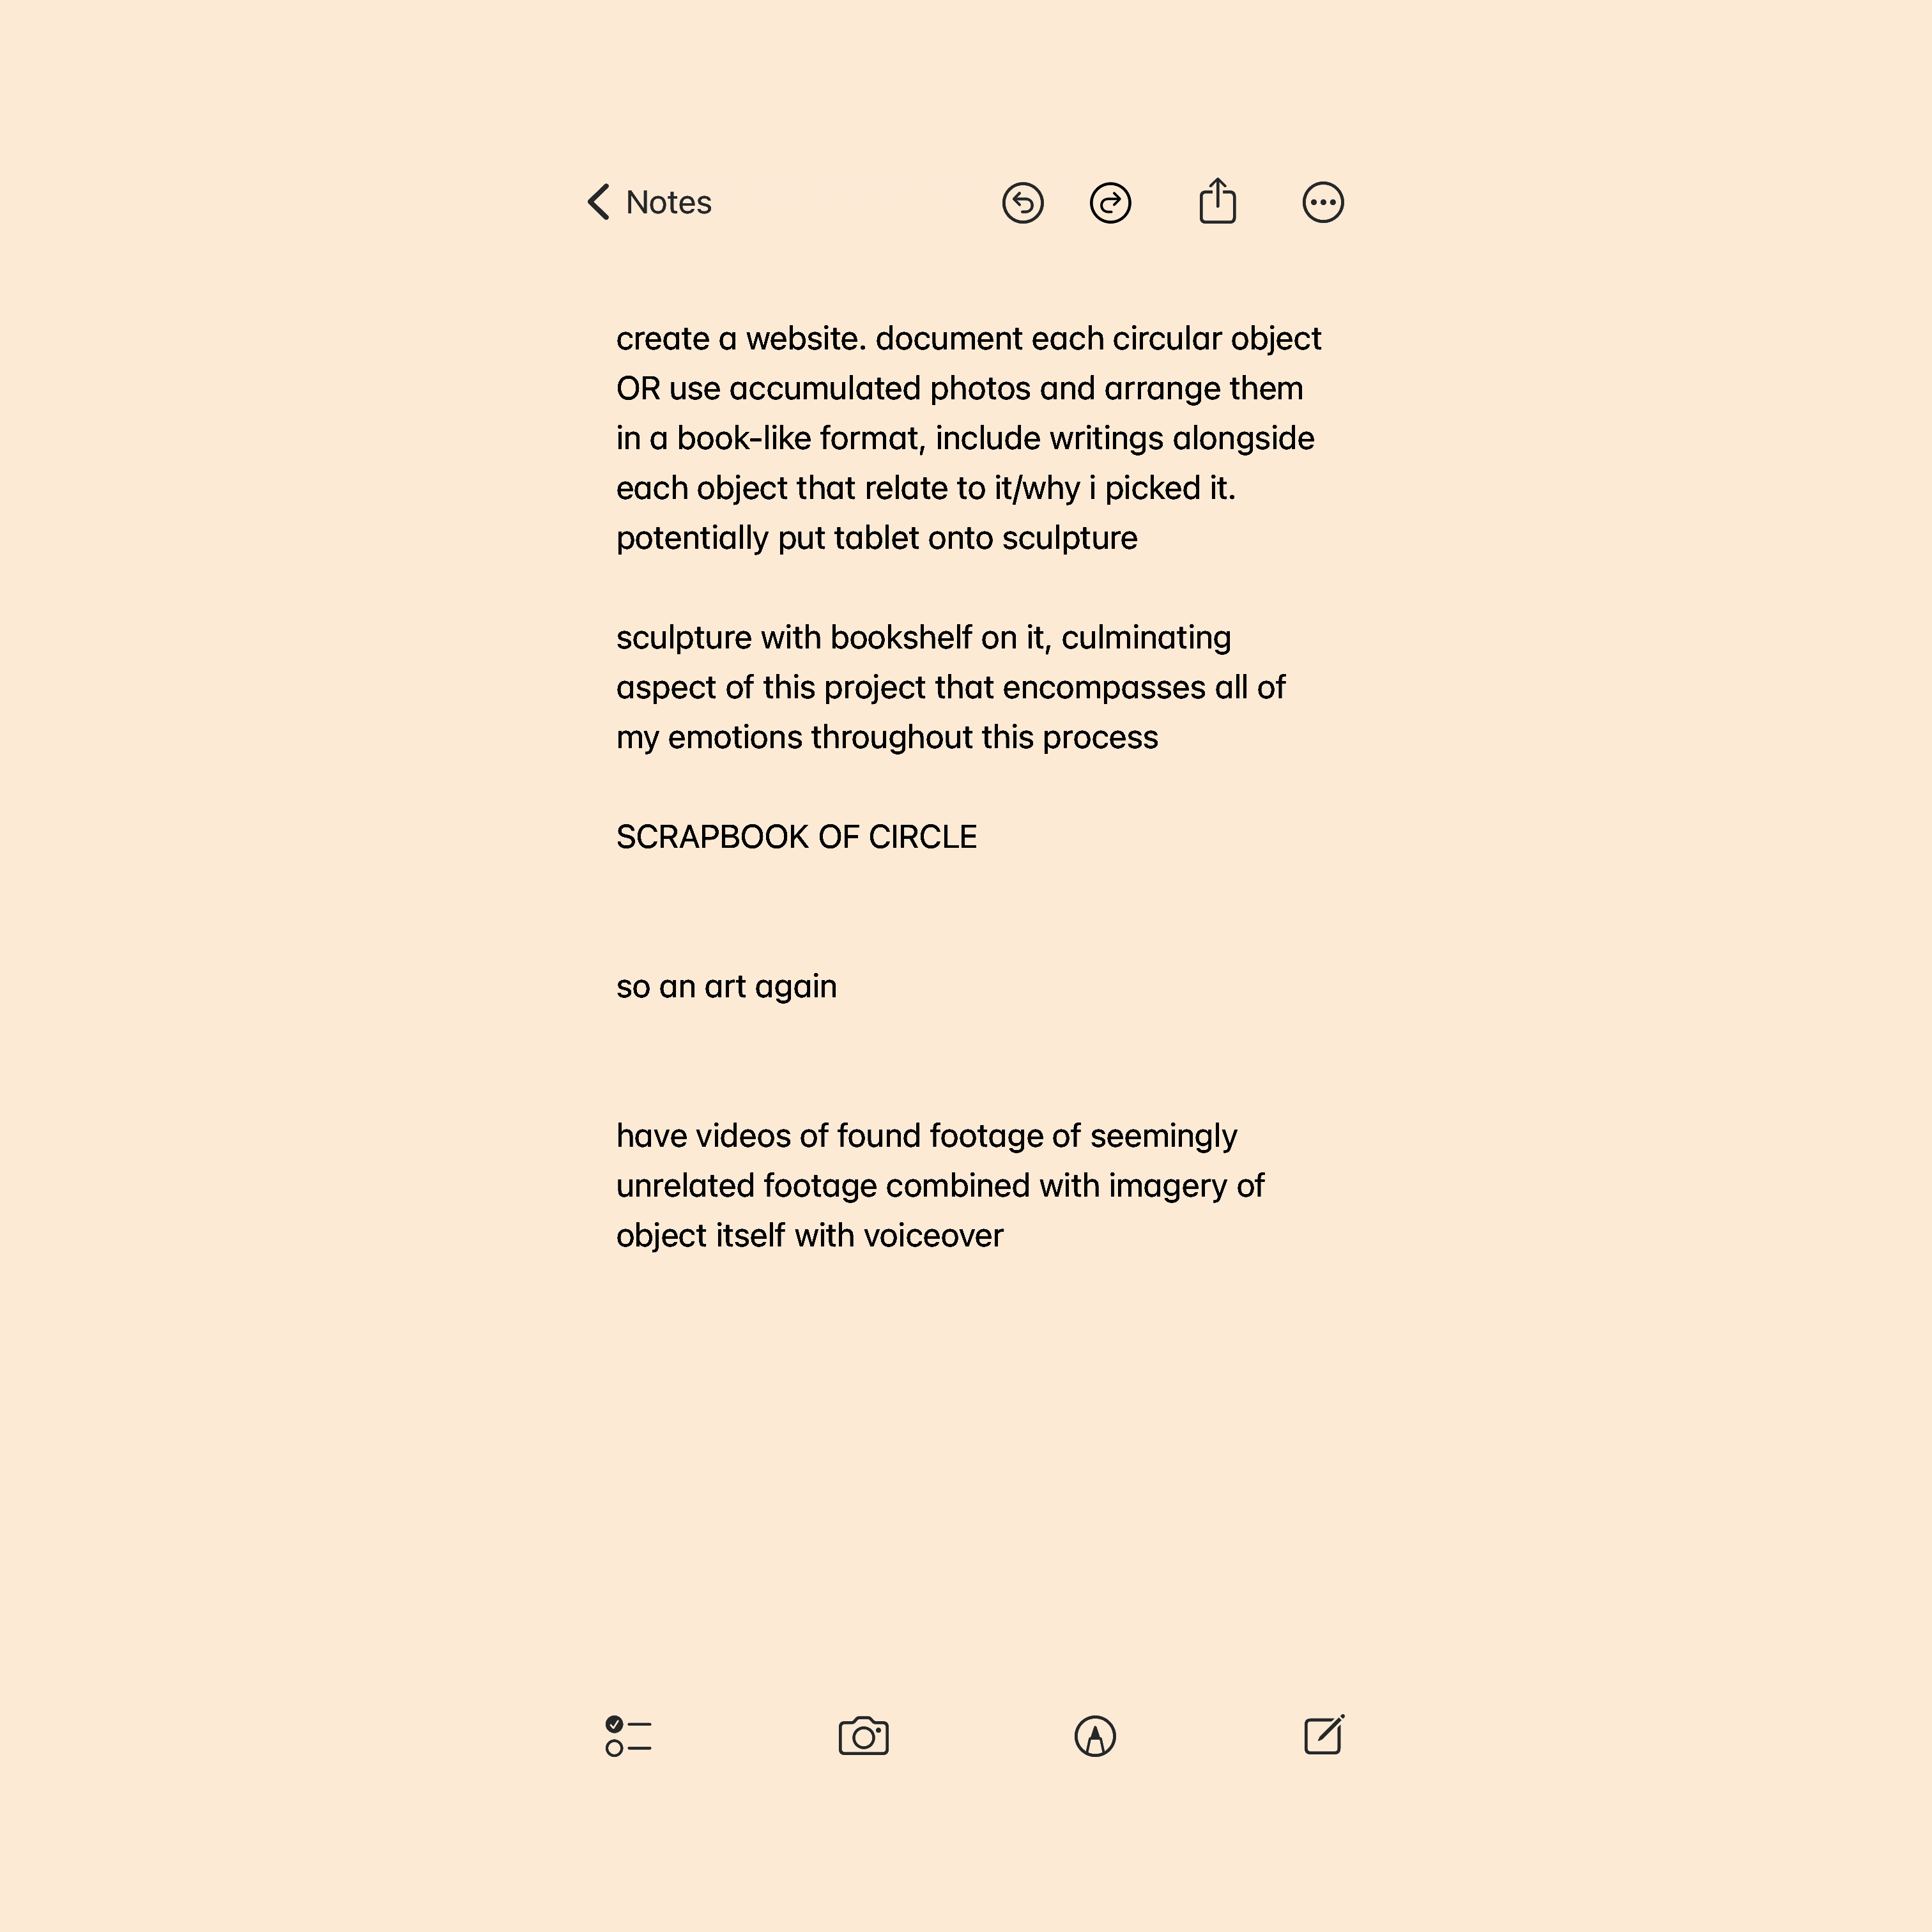 Notes
create a website. document each circular object
OR use accumulated photos and arrange them
in a book-like format, include writings alongside
each object that relate to it/why i picked it.
potentially put tablet onto sculpture
sculpture with bookshelf on it, culminating
aspect of this project that encompasses all of
my emotions throughout this process
SCRAPBOOK OF CIRCLE
so an art again
have videos of found footage of seemingly
unrelated footage combined with imagery of
object itself with voiceover